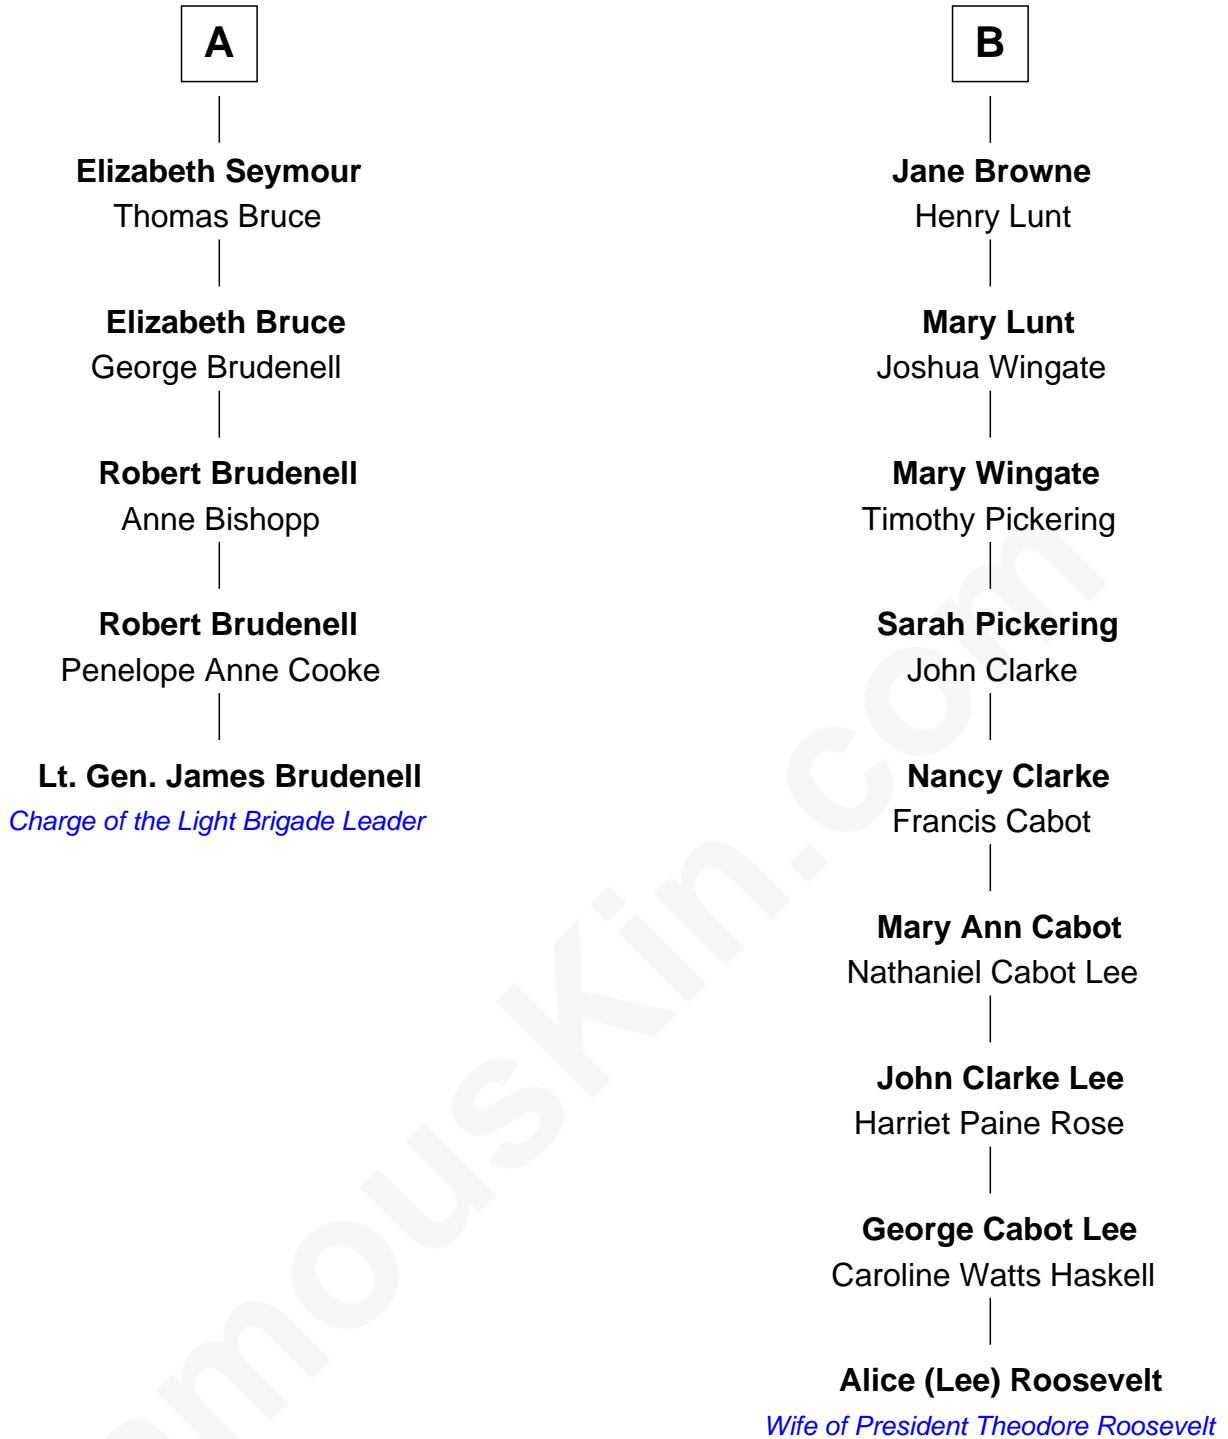 A
Elizabeth Seymour
Thomas Bruce
Elizabeth Bruce
George Brudenell
Robert Brudenell
Anne Bishopp
Robert Brudenell
Penelope Anne Cooke
Lt. Gen. James Brudenell
Charge of the Light Brigade Leader
B
Jane Browne
Henry Lunt
Mary Lunt
Joshua Wingate
Mary Wingate
Timothy Pickering
Sarah Pickering
John Clarke
Nancy Clarke
Francis Cabot
Mary Ann Cabot
Nathaniel Cabot Lee
John Clarke Lee
Harriet Paine Rose
George Cabot Lee
Caroline Watts Haskell
Alice (Lee) Roosevelt
Wife of President Theodore Roosevelt
amousKin.com